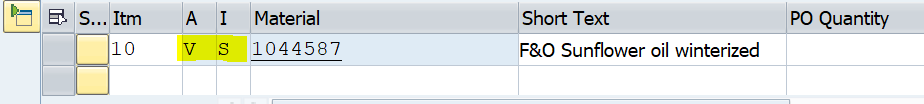 S... Itm A I Material Short Text PO Quantity
10 V S 1044587 F&O Sunflower oil winterized